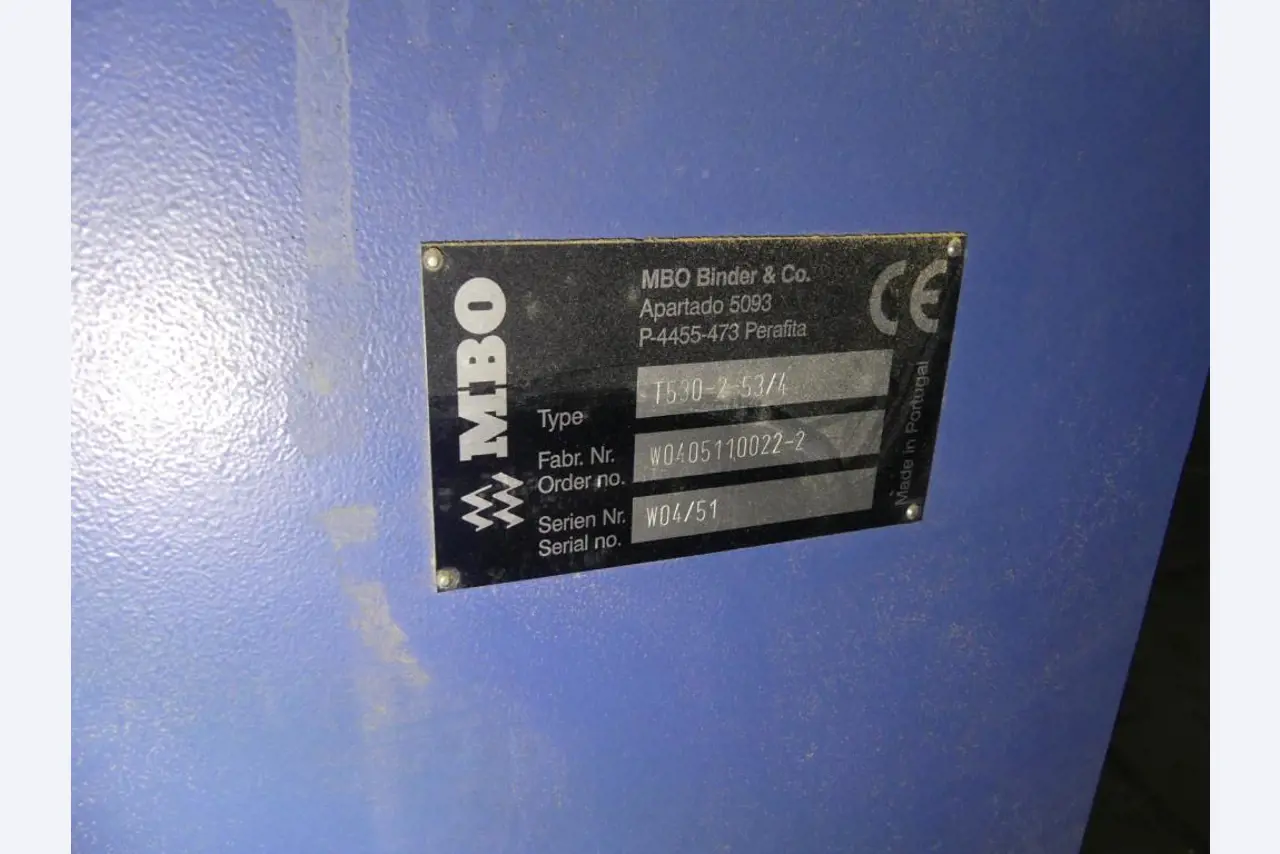 MBO
MBO Binder & Co.
Apartado 5093
P-4455-473 Perafita
CE
Type
T530-2-53/4
Fabr. Nr.
Order no.
W0405110022-2
Serien Nr.
Serial no.
W04/51
Made in Portugal